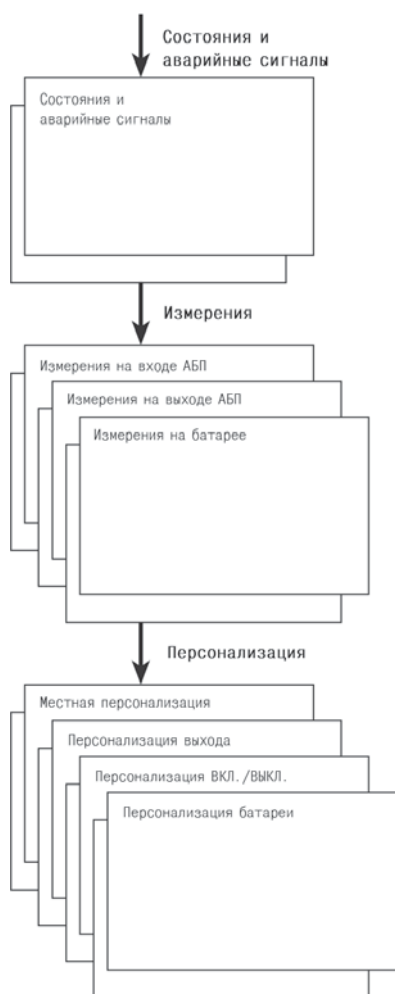 Состояния и
аварийные сигналы
Состояния и
аварийные сигналы
Измерения
Измерения на входе АБП
Измерения на выходе АБП
Измерения на батарее
Персонализация
Местная персонализация
Персонализация выхода
Персонализация ВКЛ./ВЫКЛ.
Персонализация батареи